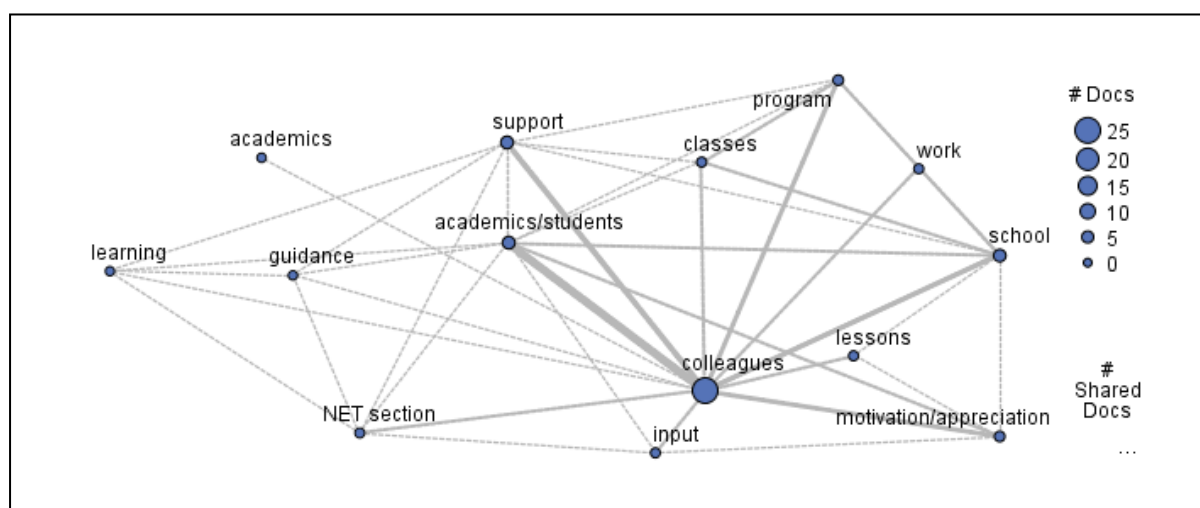 program
# Docs
support
25
academics
classes
20
work
15
academics/students
10
school
learning
guidance
5
0
lessons
colleagues
#
Shared
Docs
NET section
motivation/appreciation
input
...